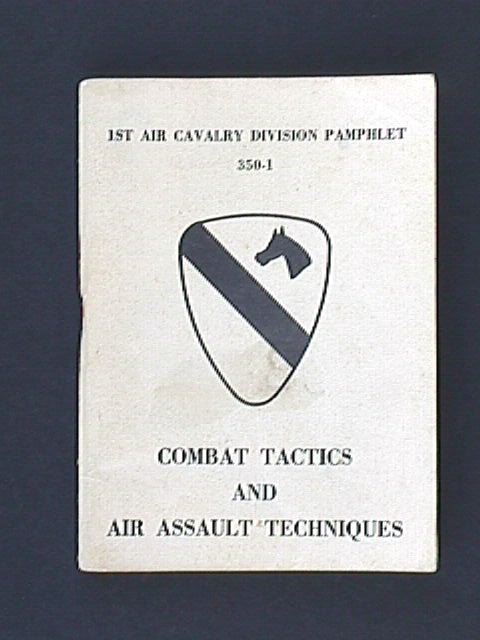 1ST AIR CAVALRY DIVISION PAMPHLET
350-1
COMBAT TACTICS
AND
AIR ASSAULT TECHNIQUES